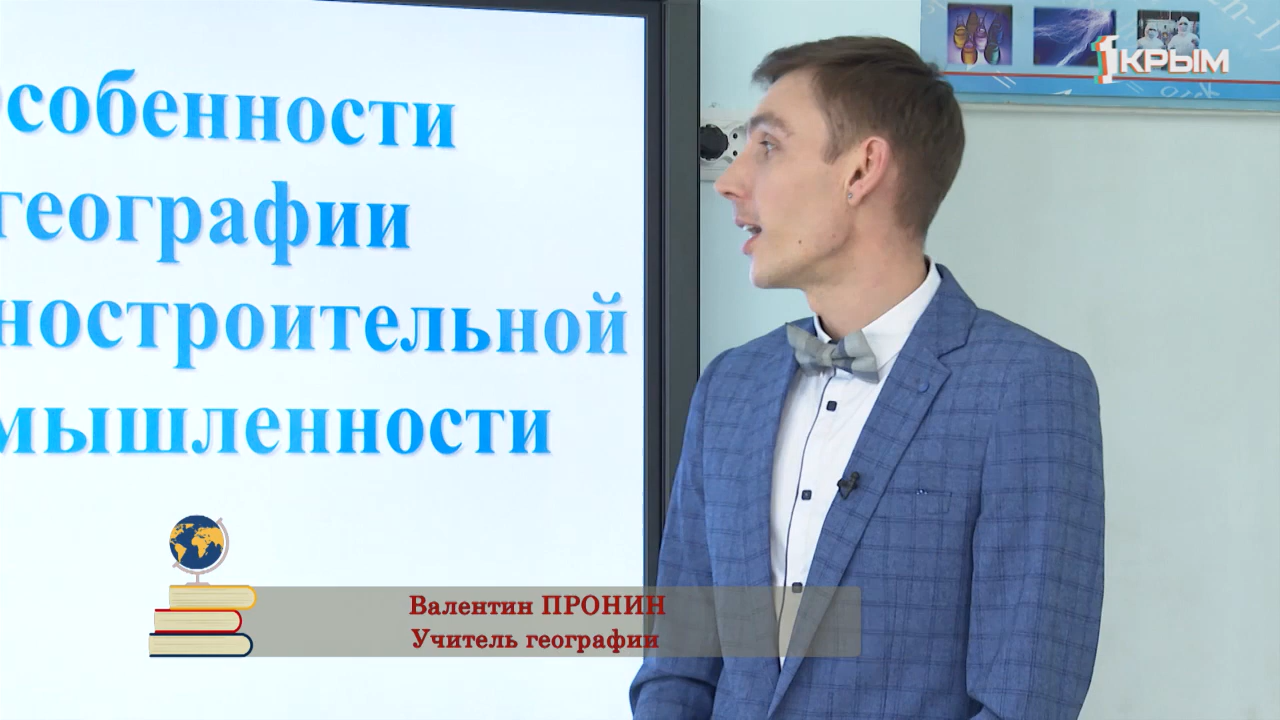 особенности
географии
ностроительной
мышленности
1КРЫМ
Валентин ПРОНИН
Учитель географии